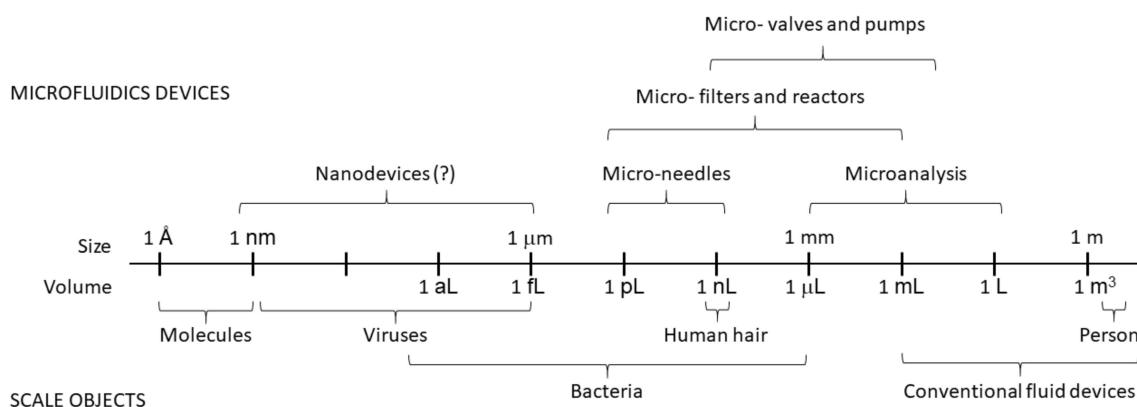 Micro- valves and pumps
MICROFLUIDICS DEVICES
Micro- filters and reactors
Nanodevices (?)
Micro-needles
Microanalysis
Size
1 Å
1 nm
1 μm
1 mm
1 m
Volume
1 aL
1 fL
1 pL
1 nL
1 μL
1 mL
1 L
1 m³
Molecules
Viruses
Human hair
Person
Bacteria
Conventional fluid devices
SCALE OBJECTS